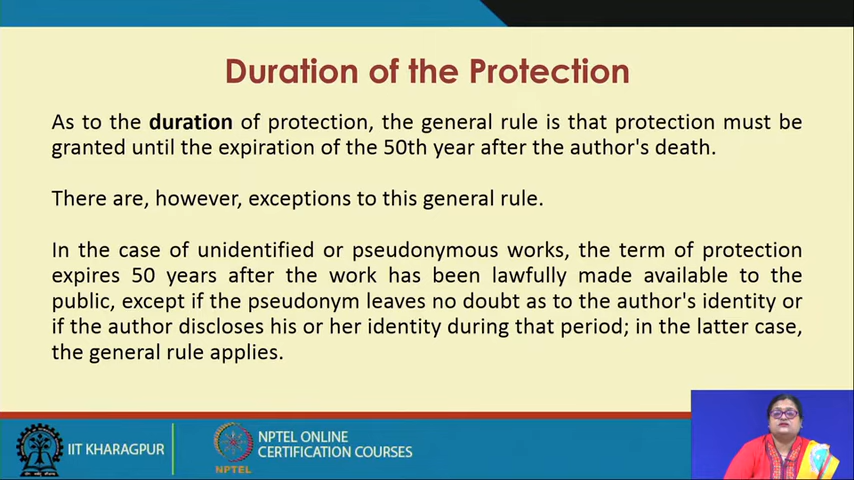 Duration of the Protection
As to the duration of protection, the general rule is that protection must be
granted until the expiration of the 50th year after the author's death.
There are, however, exceptions to this general rule.
In the case of unidentified or pseudonymous works, the term of protection
expires 50 years after the work has been lawfully made available to the
public, except if the pseudonym leaves no doubt as to the author's identity or
if the author discloses his or her identity during that period; in the latter case,
the general rule applies.
IIT KHARAGPUR
NPTEL
NPTEL ONLINE
CERTIFICATION COURSES